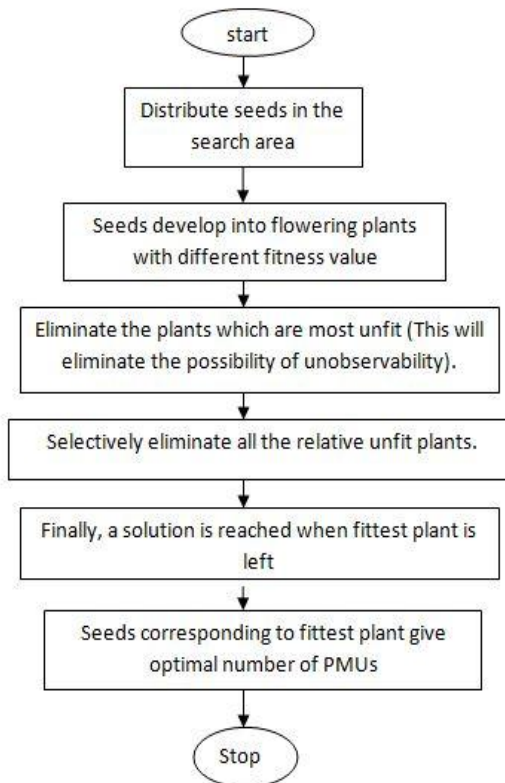 start
Distribute seeds in the
search area
Seeds develop into flowering plants
with different fitness value
Eliminate the plants which are most unfit (This will
eliminate the possibility of unobservability).
Selectively eliminate all the relative unfit plants.
Finally, a solution is reached when fittest plant is
left
Seeds corresponding to fittest plant give
optimal number of PMUs
Stop